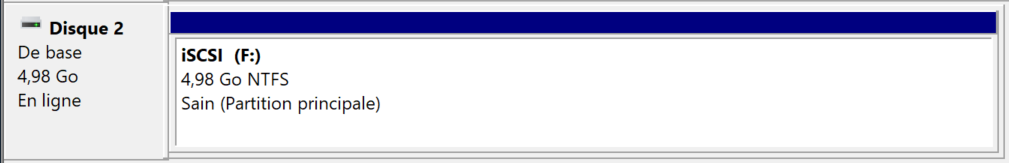 Disque 2
De base
4,98 Go
En ligne
iSCSI (F:)
4,98 Go NTFS
Sain (Partition principale)